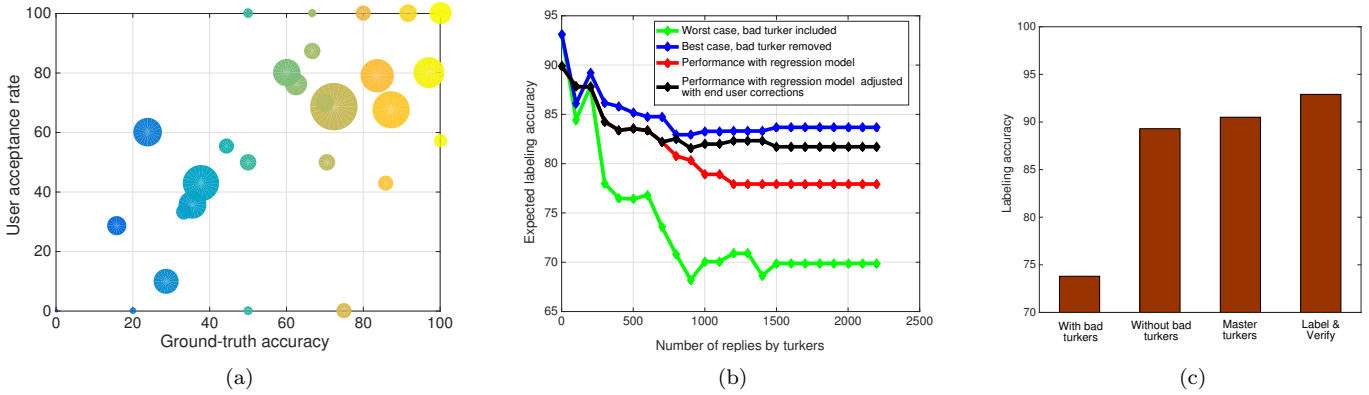 100
80
60
40
20
0
0
20
40
60
80
100
User acceptance rate
Ground-truth accuracy
(a)
95
90
85
80
75
70
65
0
500
1000
1500
2000
2500
Expected labeling accuracy
Number of replies by turkers
Worst case, bad turker included
Best case, bad turker removed
Performance with regression model
Performance with regression model adjusted
with end user corrections
(b)
100
95
90
85
80
75
70
Labeling accuracy
With bad
turkers
Without bad
turkers
Master
turkers
Label &
Verify
(c)